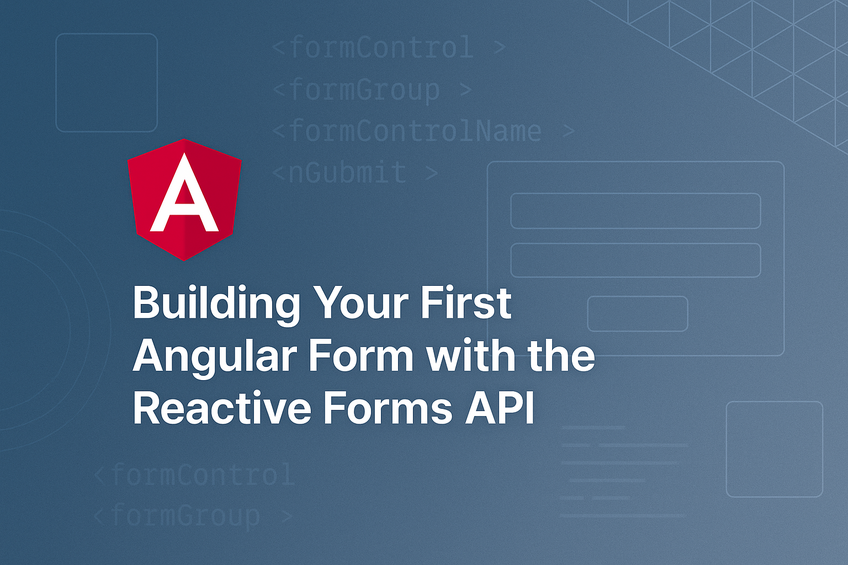 <formControl >
<formGroup >
<formControlName >
<nGubmit >
Building Your First
Angular Form with the
Reactive Forms API
<formControl
<formGroup >